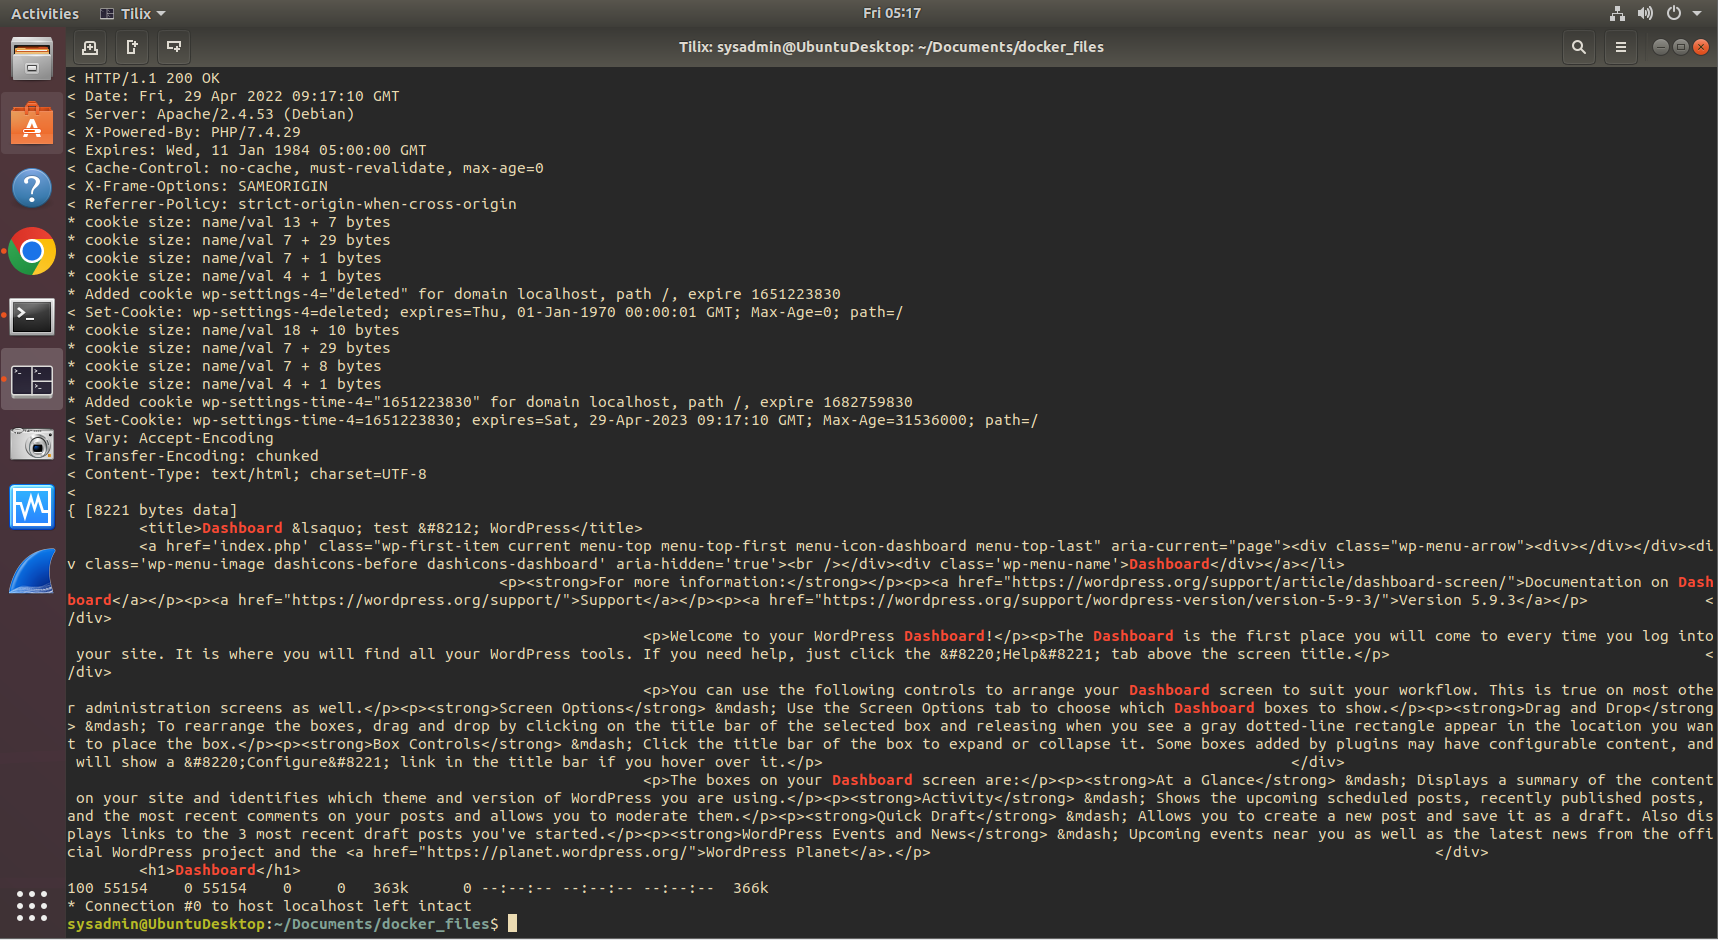 Activities Tilix Fri 05:17
Tilix: sysadmin@UbuntuDesktop: ~/Documents/docker_files
< HTTP/1.1 200 OK
< Date: Fri, 29 Apr 2022 09:17:10 GMT
< Server: Apache/2.4.53 (Debian)
< X-Powered-By: PHP/7.4.29
< Expires: Wed, 11 Jan 1984 05:00:00 GMT
< Cache-Control: no-cache, must-revalidate, max-age=0
< X-Frame-Options: SAMEORIGIN
< Referrer-Policy: strict-origin-when-cross-origin
* cookie size: name/val 13 + 7 bytes
* cookie size: name/val 7 + 29 bytes
* cookie size: name/val 7 + 1 bytes
* cookie size: name/val 4 + 1 bytes
* Added cookie wp-settings-4="deleted" for domain localhost, path /, expire 1651223830
< Set-Cookie: wp-settings-4=deleted; expires=Thu, 01-Jan-1970 00:00:01 GMT; Max-Age=0; path=/
* cookie size: name/val 18 + 10 bytes
* cookie size: name/val 7 + 29 bytes
* cookie size: name/val 7 + 8 bytes
* cookie size: name/val 4 + 1 bytes
* Added cookie wp-settings-time-4="1651223830" for domain localhost, path /, expire 1682759830
< Set-Cookie: wp-settings-time-4=1651223830; expires=Sat, 29-Apr-2023 09:17:10 GMT; Max-Age=31536000; path=/
< Vary: Accept-Encoding
< Transfer-Encoding: chunked
< Content-Type: text/html; charset=UTF-8
<
{ [8221 bytes data]
<title>Dashboard &lsaquo; test &#8212; WordPress</title>
<a href='index.php' class="wp-first-item current menu-top menu-top-first menu-icon-dashboard menu-top-last" aria-current="page"><div class="wp-menu-arrow"><div></div></div><di
v class='wp-menu-image dashicons-before dashicons-dashboard' aria-hidden='true'><br /></div><div class='wp-menu-name'>Dashboard</div></a></li>
<p><strong>For more information:</strong></p><p><a href="https://wordpress.org/support/article/dashboard-screen/">Documentation on Dash
board</a></p><p><a href="https://wordpress.org/support/">Support</a></p><p><a href="https://wordpress.org/support/wordpress-version/version-5-9-3/">Version 5.9.3</a></p> <
/div>
<p>Welcome to your WordPress Dashboard!</p><p>The Dashboard is the first place you will come to every time you log into
your site. It is where you will find all your WordPress tools. If you need help, just click the &#8220;Help&#8221; tab above the screen title.</p> <
/div>
<p>You can use the following controls to arrange your Dashboard screen to suit your workflow. This is true on most othe
r administration screens as well.</p><p><strong>Screen Options</strong> &mdash; Use the Screen Options tab to choose which Dashboard boxes to show.</p><p><strong>Drag and Drop</strong
> &mdash; To rearrange the boxes, drag and drop by clicking on the title bar of the selected box and releasing when you see a gray dotted-line rectangle appear in the location you wan
t to place the box.</p><p><strong>Box Controls</strong> &mdash; Click the title bar of the box to expand or collapse it. Some boxes added by plugins may have configurable content, and
will show a &#8220;Configure&#8221; link in the title bar if you hover over it.</p> </div>
<p>The boxes on your Dashboard screen are:</p><p><strong>At a Glance</strong> &mdash; Displays a summary of the content
on your site and identifies which theme and version of WordPress you are using.</p><p><strong>Activity</strong> &mdash; Shows the upcoming scheduled posts, recently published posts,
and the most recent comments on your posts and allows you to moderate them.</p><p><strong>Quick Draft</strong> &mdash; Allows you to create a new post and save it as a draft. Also dis
plays links to the 3 most recent draft posts you've started.</p><p><strong>WordPress Events and News</strong> &mdash; Upcoming events near you as well as the latest news from the offi
cial WordPress project and the <a href="https://planet.wordpress.org/">WordPress Planet</a>.</p> </div>
<h1>Dashboard</h1>
100 55154 0 55154 0 0 363k 0 --:--:-- --:--:-- --:--:-- 366k
* Connection #0 to host localhost left intact
sysadmin@UbuntuDesktop:~/Documents/docker_files$